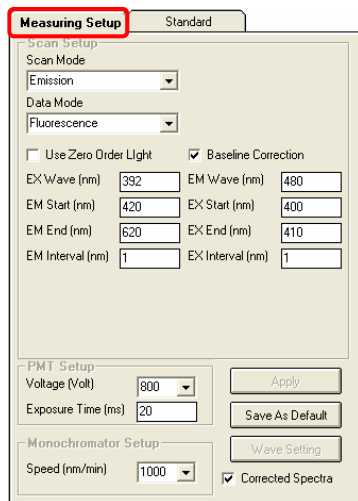 Measuring Setup Standard
Scan Setup
Scan Mode
Emission
Data Mode
Fluorescence
Use Zero Order LIght Baseline Correction
EX Wave (nm) 392 EM Wave (nm) 480
EM Start (nm) 420 EX Start (nm) 400
EM End (nm) 620 EX End (nm) 410
EM Interval (nm) 1 EX Interval (nm) 1
PMT Setup
Voltage (Volt) 800 Apply
Exposure Time (ms) 20 Save As Default
Monochromator Setup Wave Setting
Speed (nm/min) 1000 Corrected Spectra